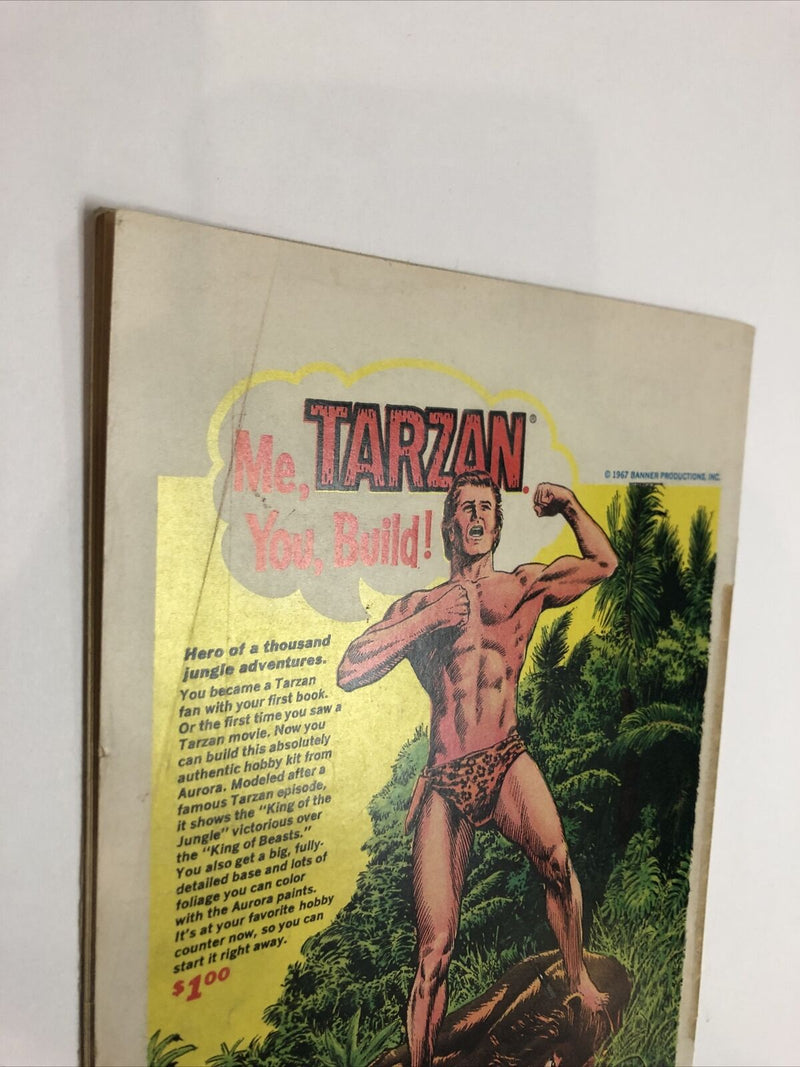 Me, TARZAN®.
You, Build!
© 1967 BANNER PRODUCTIONS, INC.
Hero of a thousand
jungle adventures.
You became a Tarzan
fan with your first book.
Or the first time you saw a
Tarzan movie. Now you
can build this absolutely
authentic hobby kit from
Aurora. Modeled after a
famous Tarzan episode,
it shows the "King of the
Jungle" victorious over
the "King of Beasts."
You also get a big, fully-
detailed base and lots of
foliage you can color
with the Aurora paints.
It's at your favorite hobby
counter now, so you can
start it right away.
$1⁰⁰